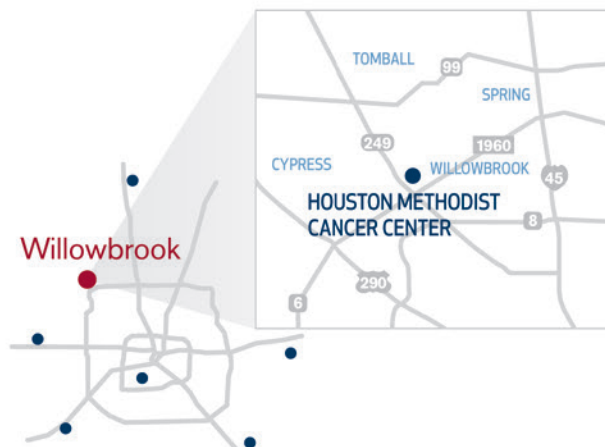 TOMBALL
99
SPRING
249
1960
CYPRESS
WILLOWBROOK
45
HOUSTON METHODIST
CANCER CENTER
8
Willowbrook
290
6